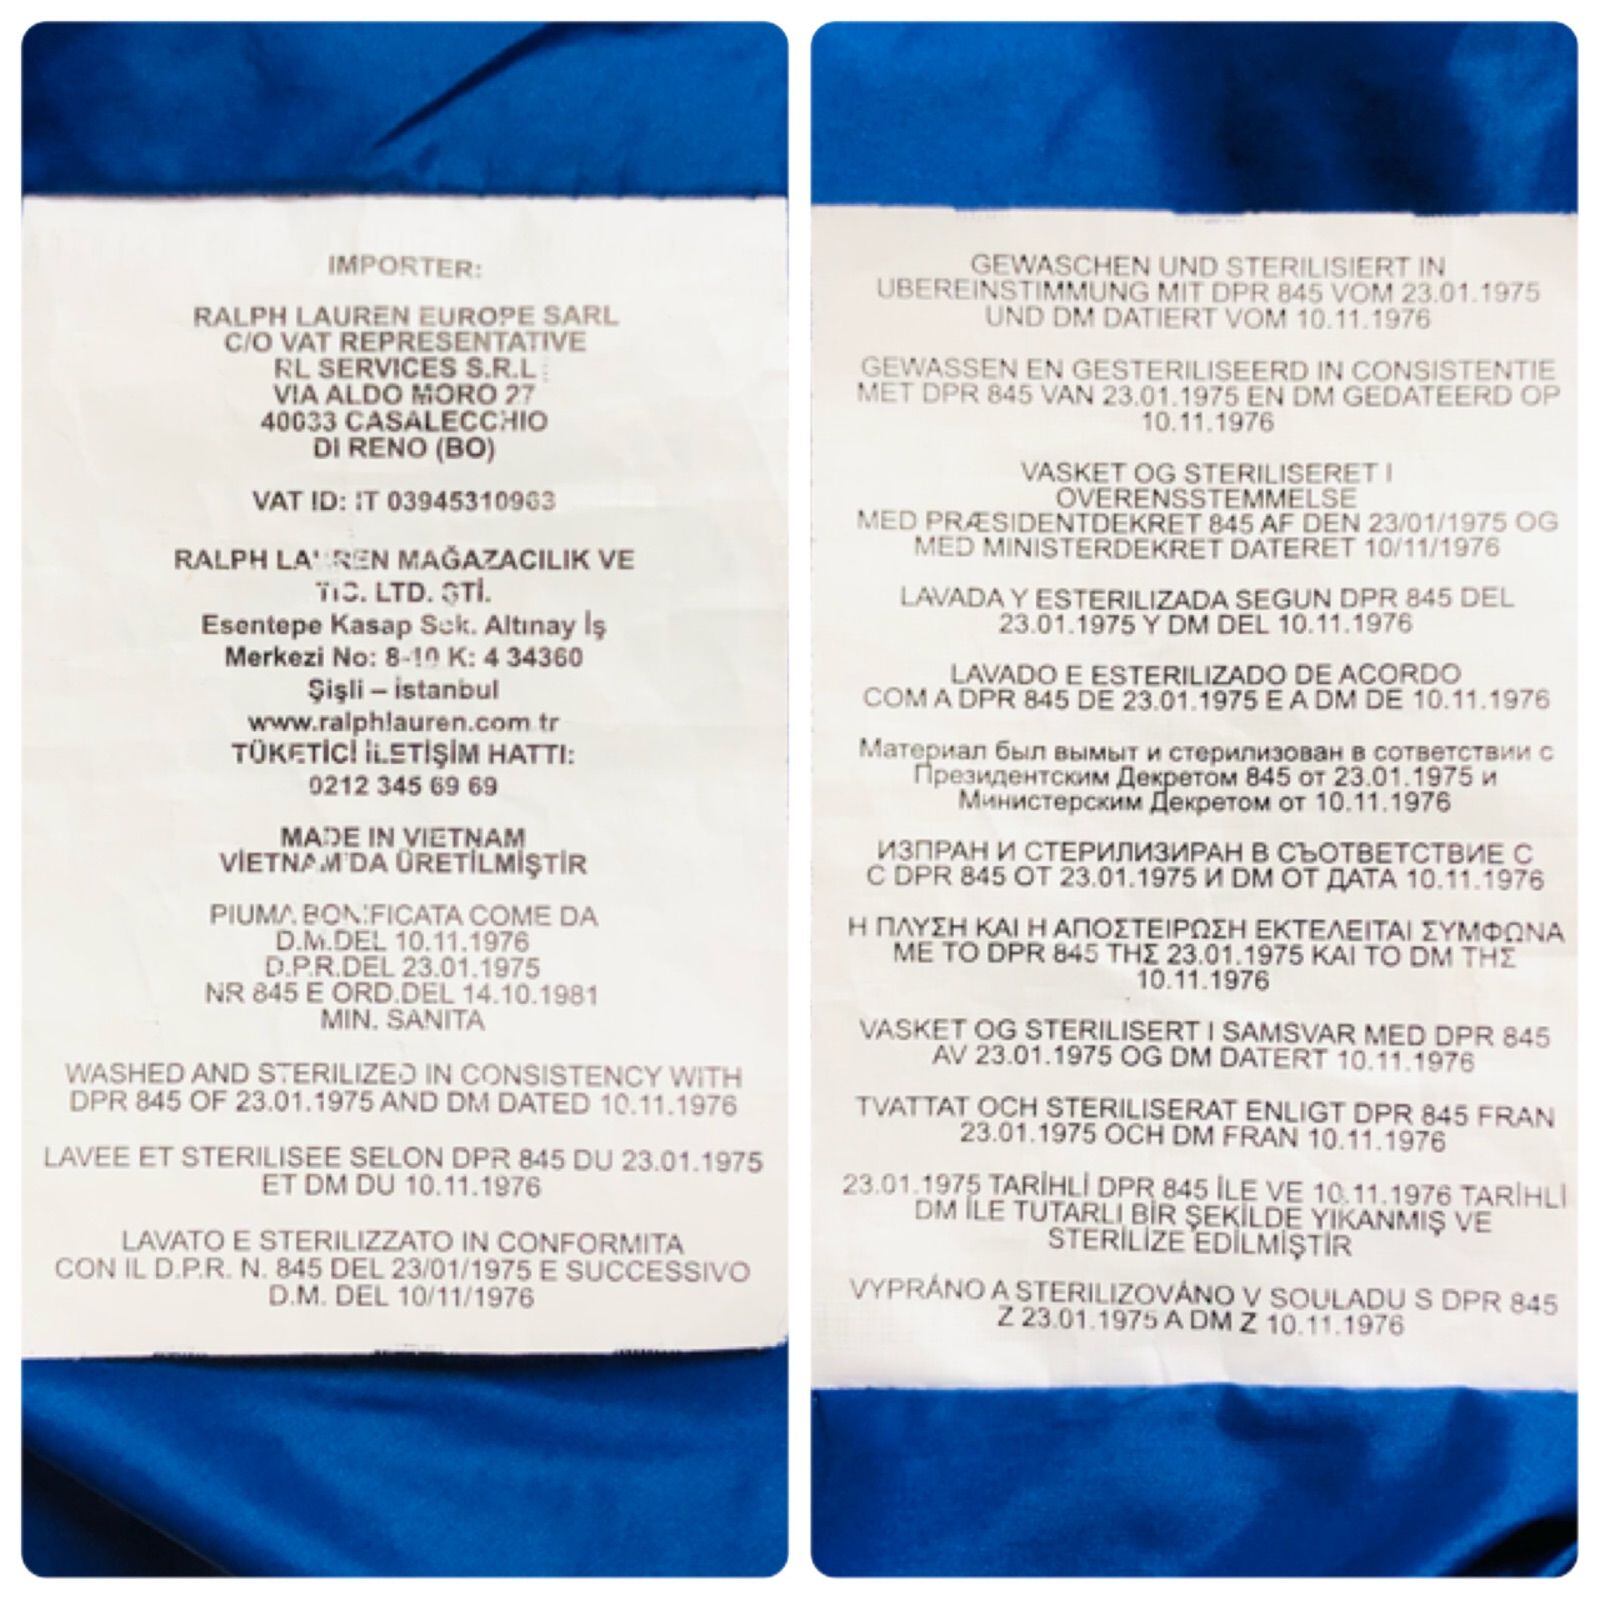 IMPORTER:
RALPH LAUREN EUROPE SARL
C/O VAT REPRESENTATIVE
RL SERVICES S.R.L
VIA ALDO MORO 27
40033 CASALECCHIO
DI RENO (BO)
VAT ID: IT 03945310963
RALPH LAUREN MAĞAZACILIK VE
TİC. LTD. ŞTİ.
Esentepe Kasap Sok. Altınay İş
Merkezi No: 8-10 K: 4 34360
Şişli – istanbul
www.ralphlauren.com tr
TÜKETİCİ İLETİŞİM HATTI:
0212 345 69 69
MADE IN VIETNAM
VİETNAM'DA ÜRETİLMİŞTİR
PIUMA BONIFICATA COME DA
D.M.DEL 10.11.1976
D.P.R.DEL 23.01.1975
NR 845 E ORD.DEL 14.10.1981
MIN. SANITA
WASHED AND STERILIZED IN CONSISTENCY WITH
DPR 845 OF 23.01.1975 AND DM DATED 10.11.1976
LAVEE ET STERILISEE SELON DPR 845 DU 23.01.1975
ET DM DU 10.11.1976
LAVATO E STERILIZZATO IN CONFORMITA
CON IL D.P.R. N. 845 DEL 23/01/1975 E SUCCESSIVO
D.M. DEL 10/11/1976
GEWASCHEN UND STERILISIERT IN
UBEREINSTIMMUNG MIT DPR 845 VOM 23.01.1975
UND DM DATIERT VOM 10.11.1976
GEWASSEN EN GESTERILISEERD IN CONSISTENTIE
MET DPR 845 VAN 23.01.1975 EN DM GEDATEERD OP
10.11.1976
VASKET OG STERILISERET I
OVERENSSTEMMELSE
MED PRÆSIDENTDEKRET 845 AF DEN 23/01/1975 OG
MED MINISTERDEKRET DATERET 10/11/1976
LAVADA Y ESTERILIZADA SEGUN DPR 845 DEL
23.01.1975 Y DM DEL 10.11.1976
LAVADO E ESTERILIZADO DE ACORDO
COM A DPR 845 DE 23.01.1975 E A DM DE 10.11.1976
Материал был вымыт и стерилизован в сответствии с
Президентским Декретом 845 от 23.01.1975 и
Министерским Декретом от 10.11.1976
ИЗПРАН И СТЕРИЛИЗИРАН В СЪОТВЕТСТВИЕ С
С DPR 845 ОТ 23.01.1975 И DM ОТ ДАТА 10.11.1976
Η ΠΛΥΣΗ ΚΑΙ Η ΑΠΟΣΤΕΙΡΩΣΗ ΕΚΤΕΛΕΙΤΑΙ ΣΥΜΦΩΝΑ
ΜΕ ΤΟ DPR 845 ΤΗΣ 23.01.1975 ΚΑΙ ΤΟ DM ΤΗΣ
10.11.1976
VASKET OG STERILISERT I SAMSVAR MED DPR 845
AV 23.01.1975 OG DM DATERT 10.11.1976
TVATTAT OCH STERILISERAT ENLIGT DPR 845 FRAN
23.01.1975 OCH DM FRAN 10.11.1976
23.01.1975 TARİHLİ DPR 845 İLE VE 10.11.1976 TARİHLİ
DM İLE TUTARLI BİR ŞEKİLDE YIKANMIŞ VE
STERİLİZE EDİLMİŞTİR
VYPRÁNO A STERILIZOVÁNO V SOULADU S DPR 845
Z 23.01.1975 A DM Z 10.11.1976